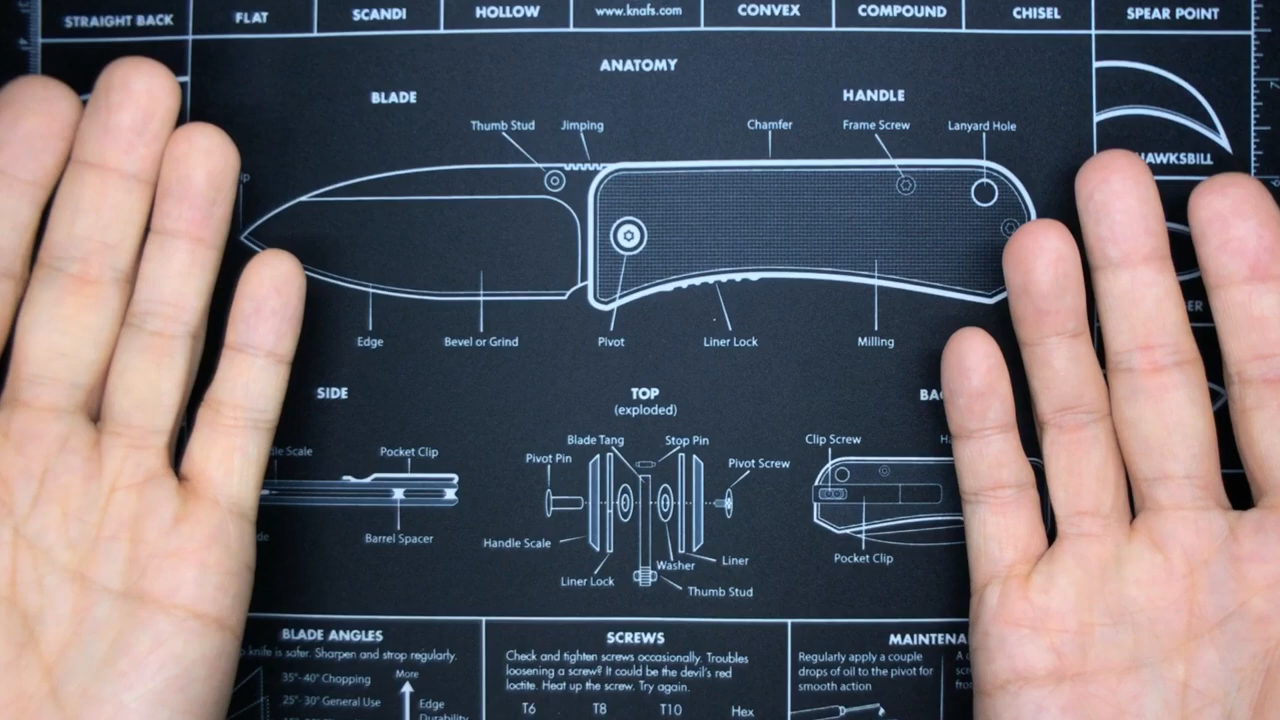 STRAIGHT BACK
FLAT
SCANDI
HOLLOW
www.knafs.com
CONVEX
COMPOUND
CHISEL
SPEAR POINT
ANATOMY
BLADE
HANDLE
Thumb Stud
Jimping
Chamfer
Frame Screw
Lanyard Hole
HAWKSBILL
Edge
Bevel or Grind
Pivot
Liner Lock
Milling
SIDE
TOP
(exploded)
Scale
Pocket Clip
Barrel Spacer
Blade Tang
Stop Pin
Pivot Pin
Pivot Screw
Handle Scale
Washer
Liner
Liner Lock
Thumb Stud
Clip Screw
Pocket Clip
BLADE ANGLES
knife is safer. Sharpen and strop regularly.
35°- 40° Chopping
25°- 30° General Use
More
Edge
Durability
SCREWS
Check and tighten screws occasionally. Troubles
loosening a screw? It could be the devil's red
loctite. Heat up the screw. Try again.
T6
T8
T10
Hex
MAINTENA
Regularly apply a couple
drops of oil to the pivot for
smooth action